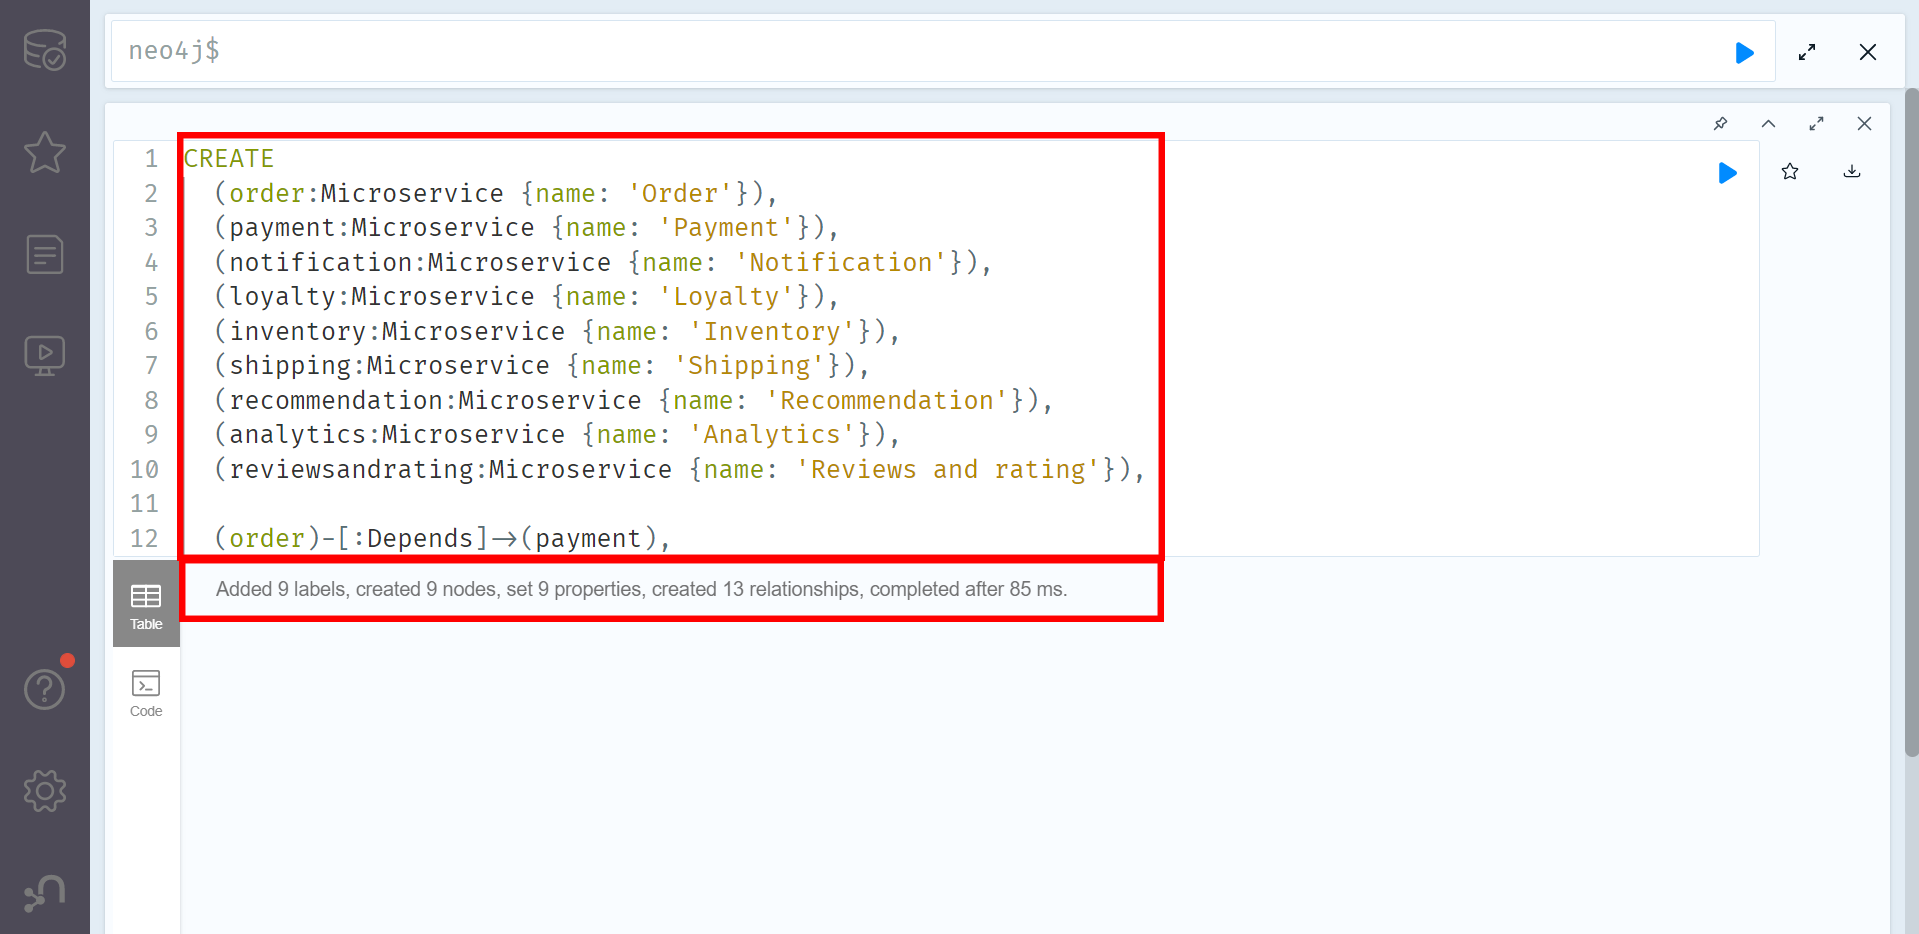 neo4j$
1 CREATE
2 (order:Microservice {name: 'Order'}),
3 (payment:Microservice {name: 'Payment'}),
4 (notification:Microservice {name: 'Notification'}),
5 (loyalty:Microservice {name: 'Loyalty'}),
6 (inventory:Microservice {name: 'Inventory'}),
7 (shipping:Microservice {name: 'Shipping'}),
8 (recommendation:Microservice {name: 'Recommendation'}),
9 (analytics:Microservice {name: 'Analytics'}),
10 (reviewsandrating:Microservice {name: 'Reviews and rating'}),
11
12 (order)-[:Depends]->(payment),
Added 9 labels, created 9 nodes, set 9 properties, created 13 relationships, completed after 85 ms.
Table
Code